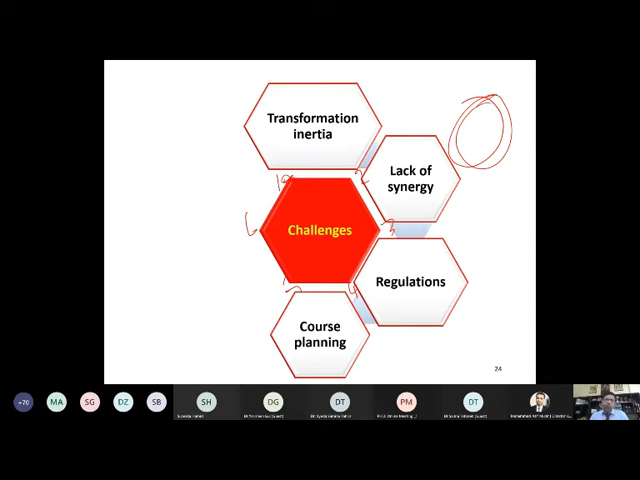 Transformation
inertia
Lack of
synergy
Challenges
Regulations
Course
planning
24
+70
MA
SG
DZ
SB
SH
DG
DT
PM
DT